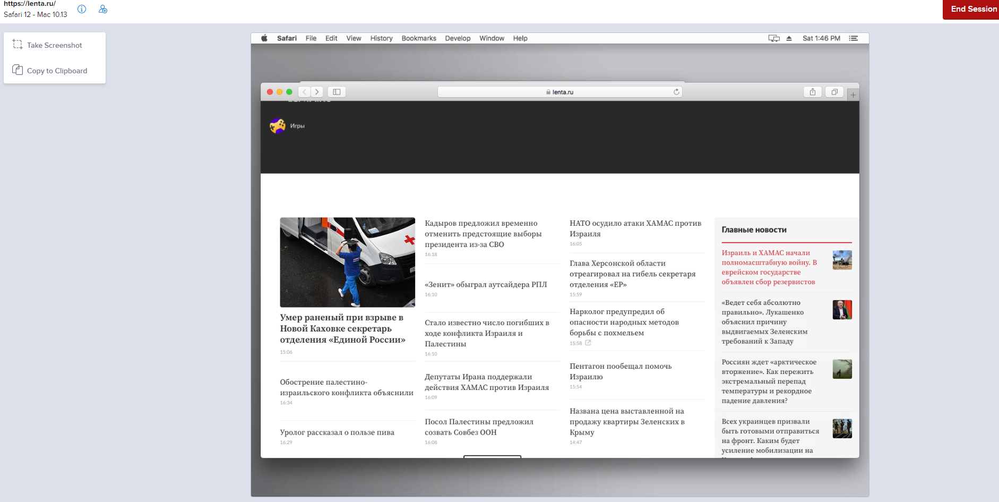 https://lenta.ru/
Safari 12 - Mac 10.13
End Session
Take Screenshot
Copy to Clipboard
Safari File Edit View History Bookmarks Develop Window Help
Sat 1:46 PM
lenta.ru
Игры
Умер раненый при взрыве в
Новой Каховке секретарь
отделения «Единой России»
15:06
Обострение палестино-
израильского конфликта объяснили
16:34
Уролог рассказал о пользе пива
16:29
Кадыров предложил временно
отменить предстоящие выборы
президента из-за СВО
16:18
«Зенит» обыграл аутсайдера РПЛ
16:10
Стало известно число погибших в
ходе конфликта Израиля и
Палестины
16:10
Депутаты Ирана поддержали
действия ХАМАС против Израиля
16:09
Посол Палестины предложил
созвать Совбез ООН
16:08
НАТО осудило атаки ХАМАС против
Израиля
16:05
Глава Херсонской области
отреагировал на гибель секретаря
отделения «ЕР»
15:59
Нарколог предупредил об
опасности народных методов
борьбы с похмельем
15:58
Пентагон пообещал помочь
Израилю
15:54
Названа цена выставленной на
продажу квартиры Зеленских в
Крыму
14:47
Главные новости
Израиль и ХАМАС начали
полномасштабную войну. В
еврейском государстве
объявлен сбор резервистов
«Ведет себя абсолютно
правильно». Лукашенко
объяснил причину
выдвигаемых Зеленским
требований к Западу
Россиян ждет «арктическое
вторжение». Как пережить
экстремальный перепад
температуры и рекордное
падение давления?
Всех украинцев призвали
быть готовыми отправиться
на фронт. Каким будет
усиление мобилизации на